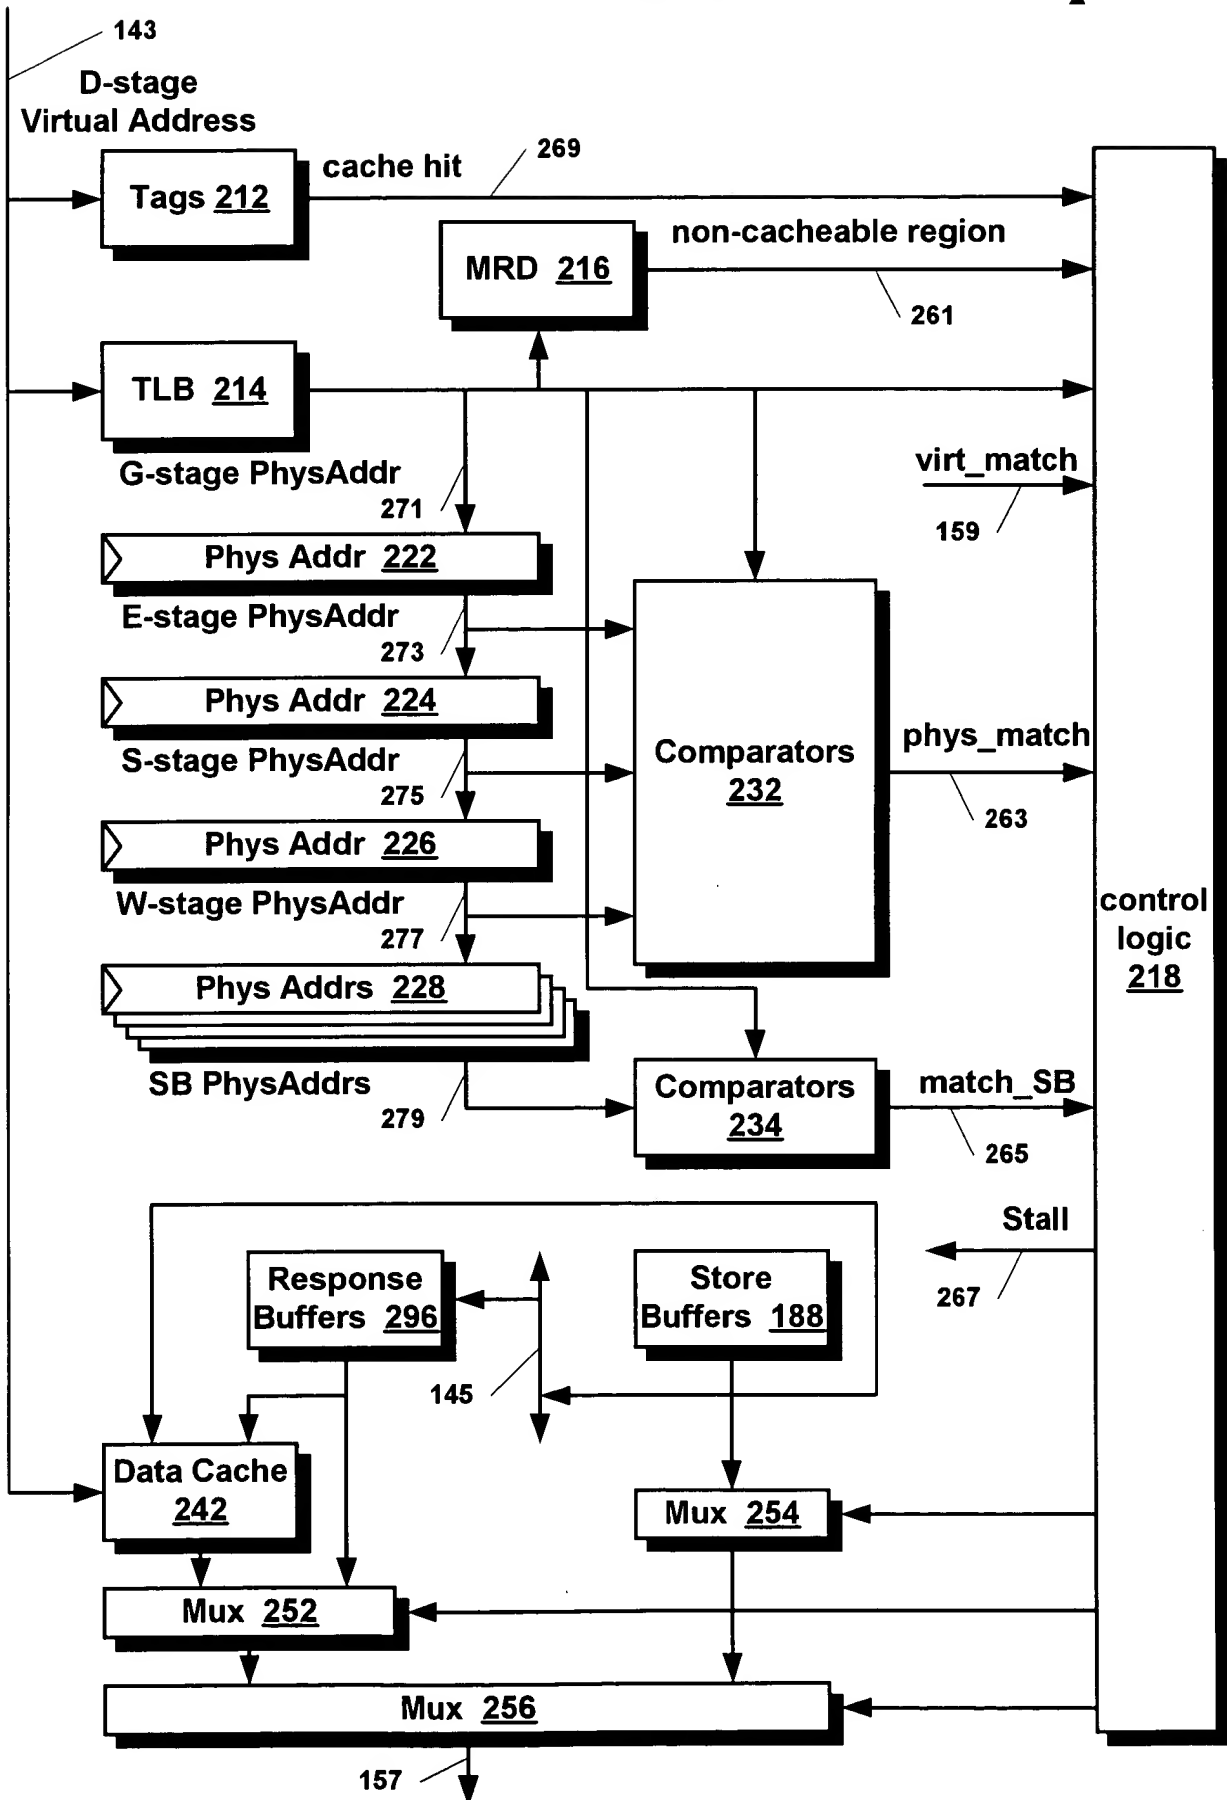 143
D-stage
Virtual Address
Tags 212
cache hit
269
MRD 216
non-cacheable region
261
TLB 214
G-stage PhysAddr
271
virt_match
159
Phys Addr 222
E-stage PhysAddr
273
Phys Addr 224
S-stage PhysAddr
275
Comparators
232
phys_match
263
Phys Addr 226
W-stage PhysAddr
277
control
logic
218
Phys Addrs 228
SB PhysAddrs
279
Comparators
234
match_SB
265
Stall
267
Response
Buffers 296
145
Store
Buffers 188
Data Cache
242
Mux 254
Mux 252
Mux 256
157